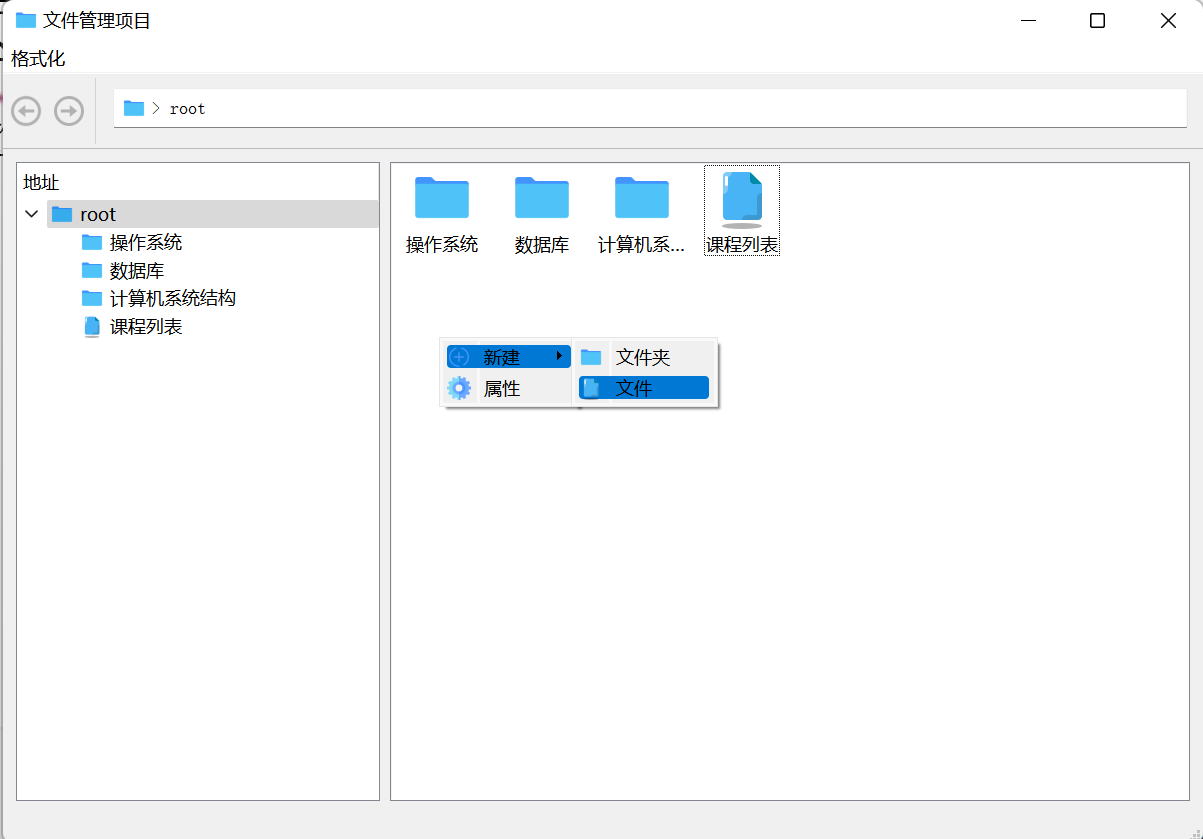 文件管理项目
格式化
root
地址
root
操作系统
数据库
计算机系统结构
课程列表
操作系统
数据库
计算机系...
课程列表
新建
属性
文件夹
文件